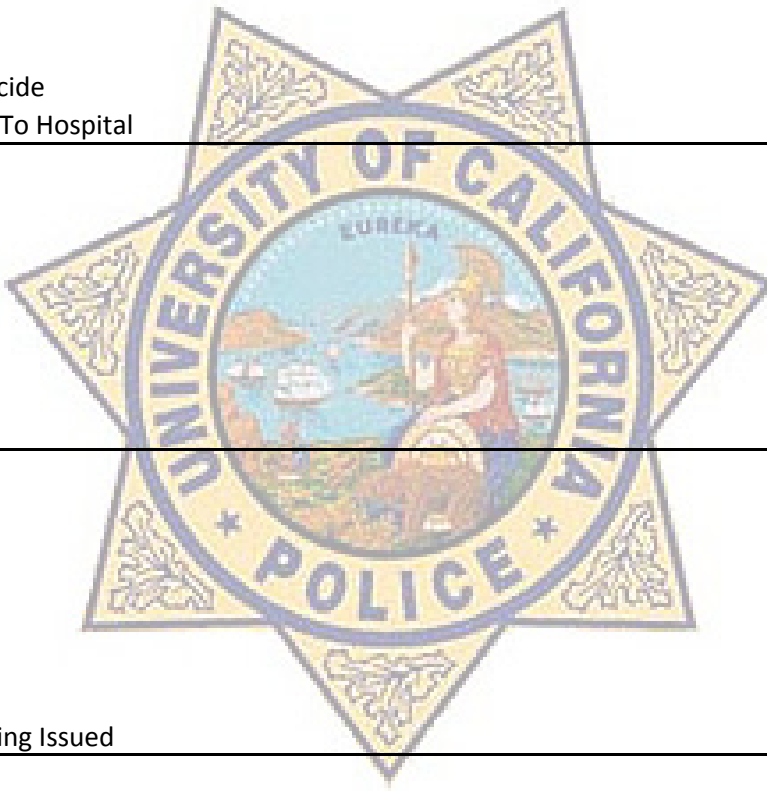 cide
To Hospital
UNIVERSITY OF CALIFORNIA
EUREKA
POLICE
ing Issued